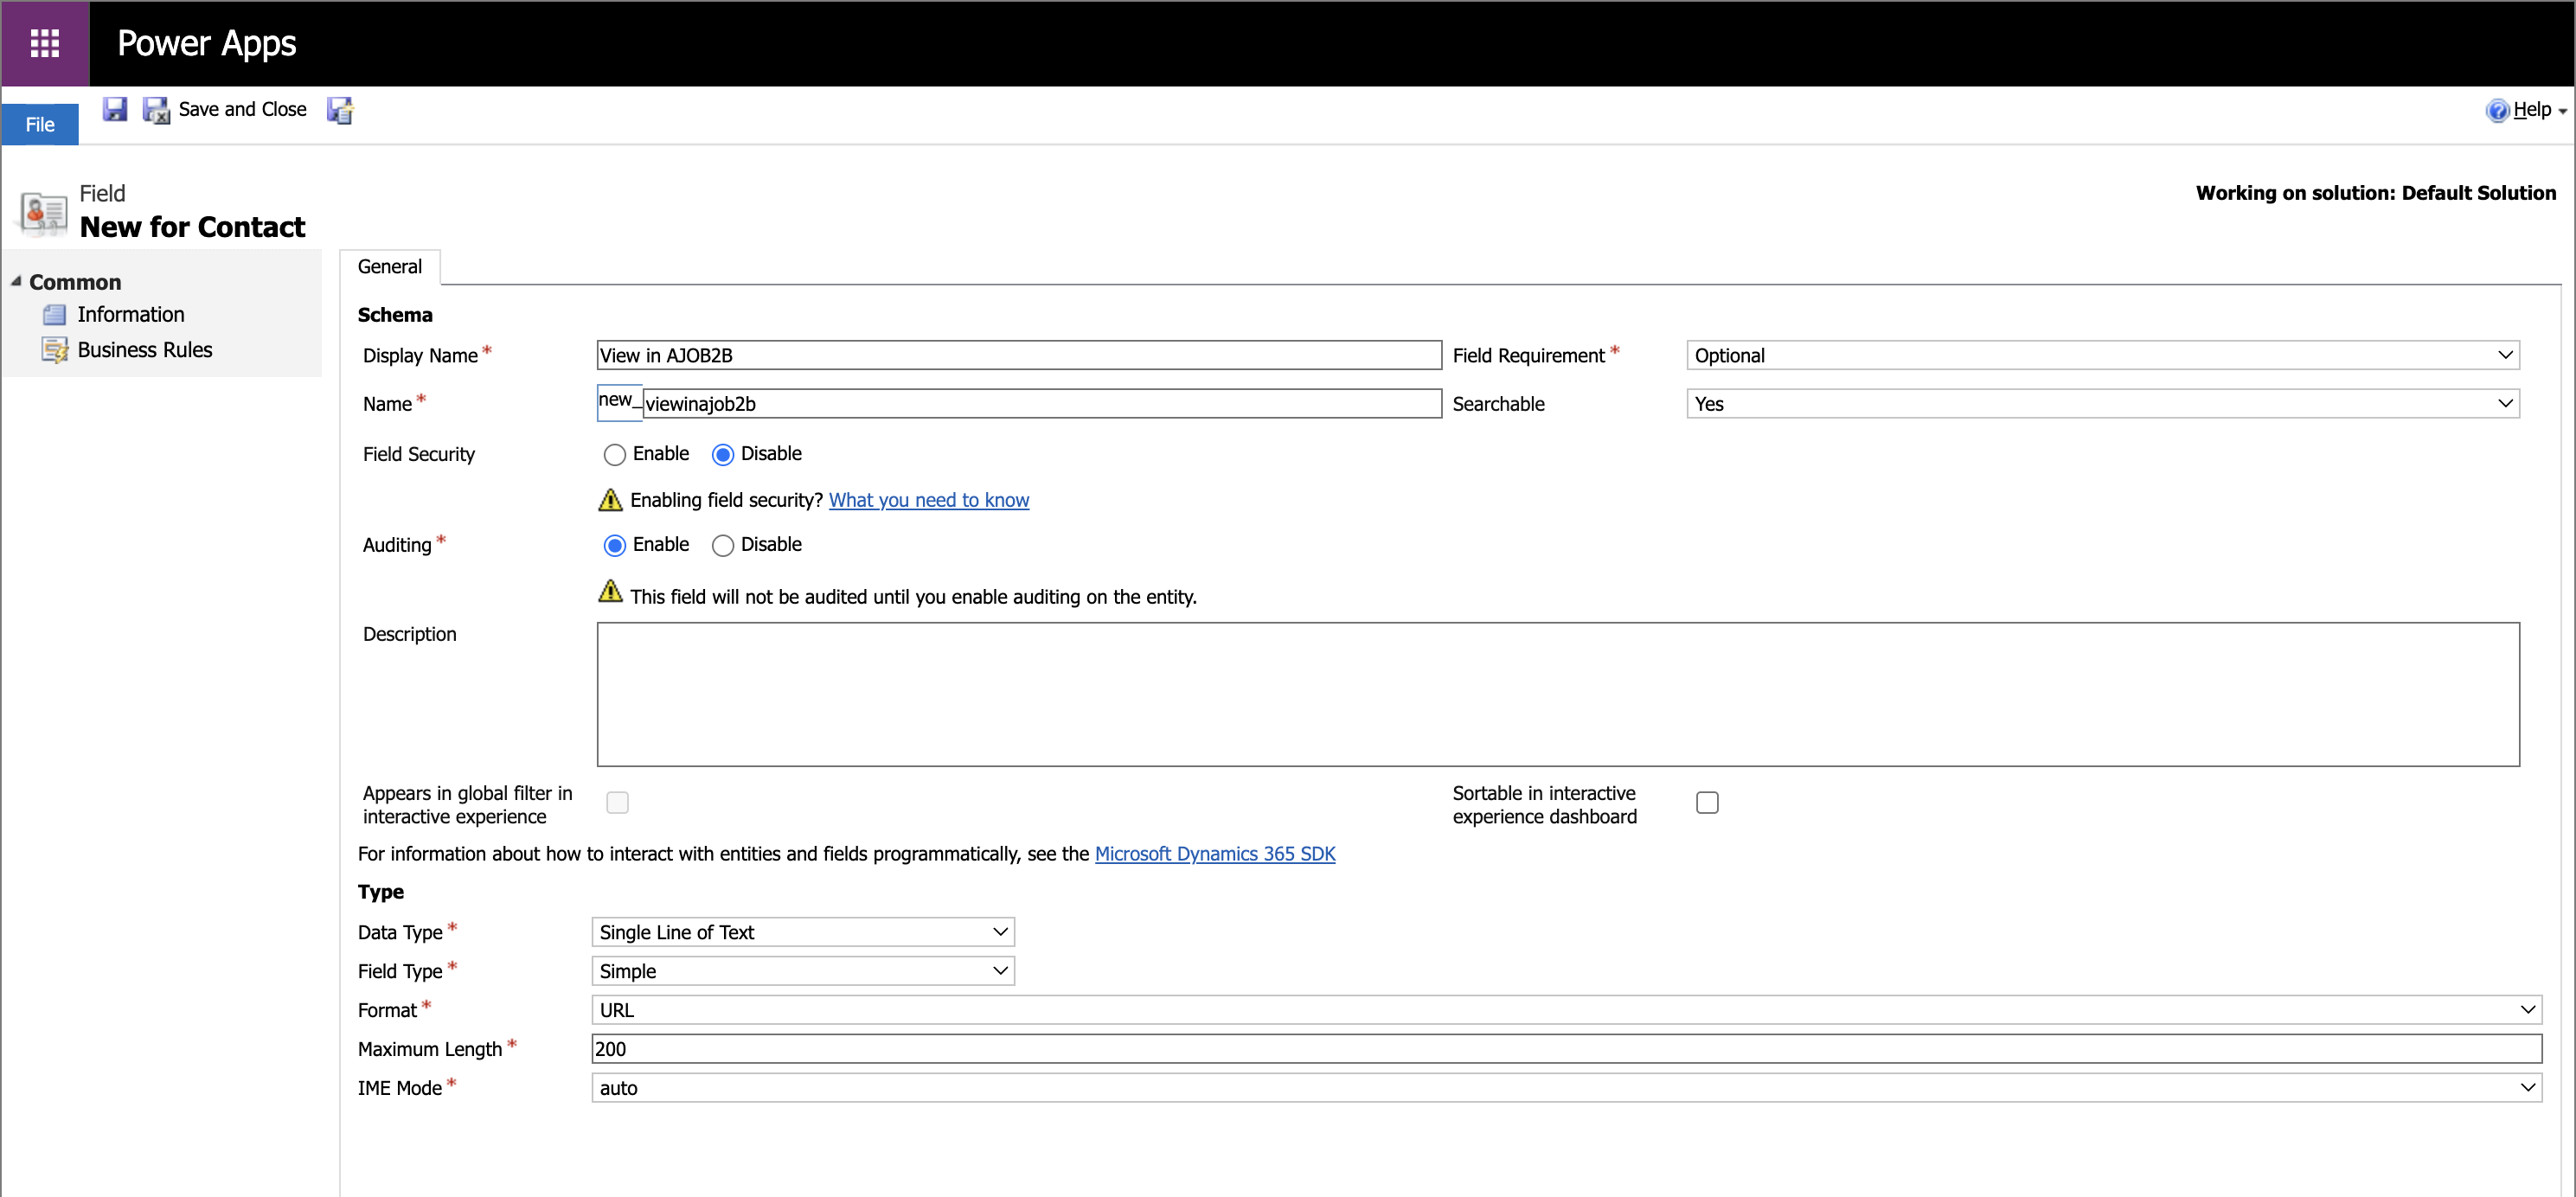 Power Apps
File
Save and Close
Help
Field
New for Contact
Working on solution: Default Solution
Common
Information
Business Rules
General
Schema
Display Name * View in AJOB2B Field Requirement * Optional
Name * new_ viewinajob2b Searchable Yes
Field Security Enable Disable
Enabling field security? What you need to know
Auditing * Enable Disable
This field will not be audited until you enable auditing on the entity.
Description
Appears in global filter in
interactive experience
Sortable in interactive
experience dashboard
For information about how to interact with entities and fields programmatically, see the Microsoft Dynamics 365 SDK
Type
Data Type * Single Line of Text
Field Type * Simple
Format * URL
Maximum Length * 200
IME Mode * auto